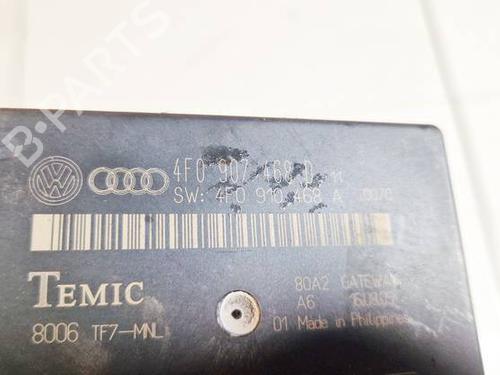 B-PARTS
4F0 907 468 D
SW: 4F0 910 468 A
TEMIC
8006 TF7-MNL
80A2 GATEWAY
A6
01 Made in Philippines